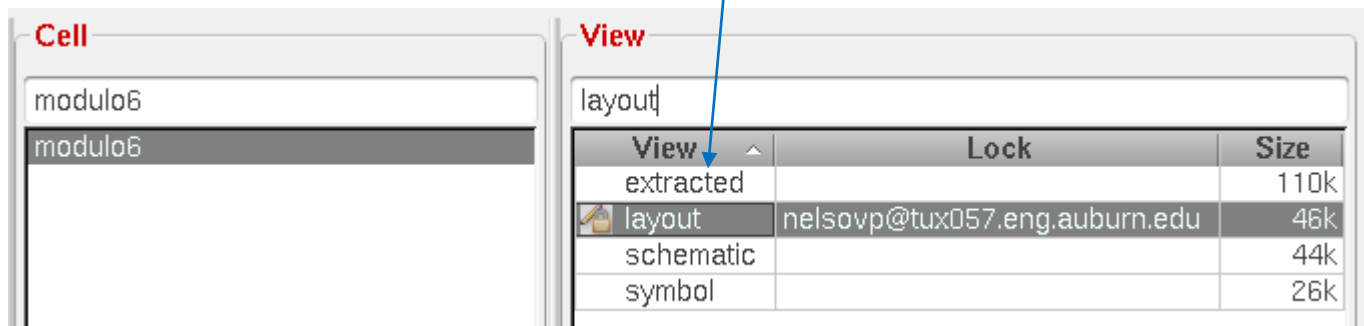 Cell
modulo6
modulo6
View
layout
View Lock Size
extracted 110k
layout nelsovp@tux057.eng.auburn.edu 46k
schematic 44k
symbol 26k